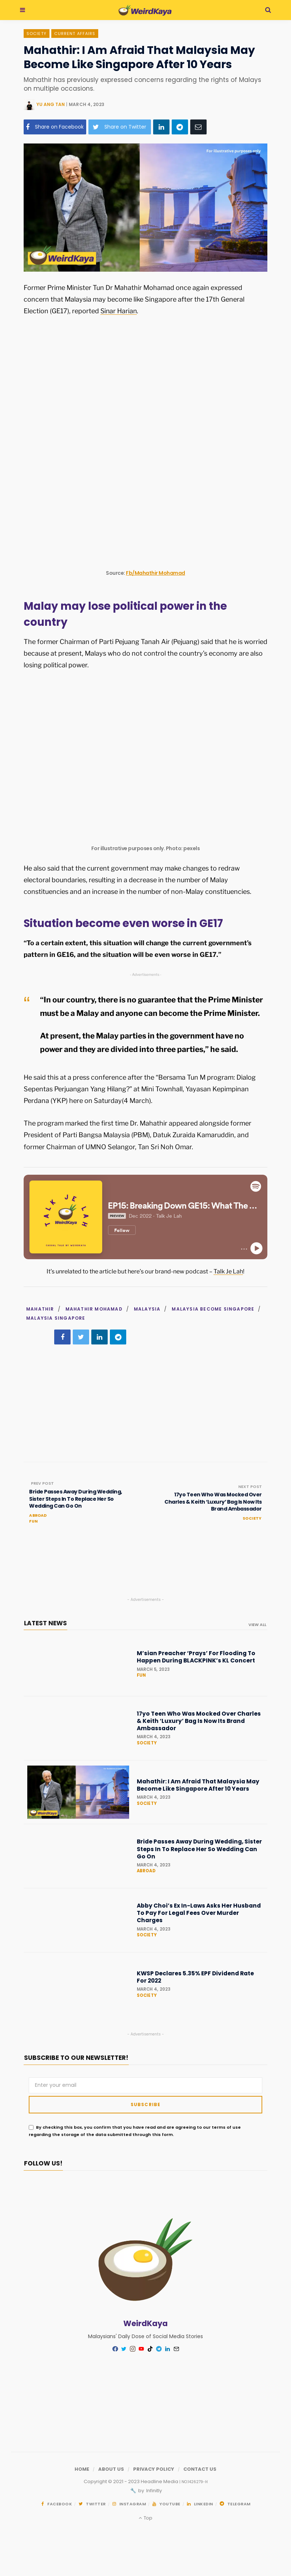 WeirdKaya
SOCIETY
CURRENT AFFAIRS
Mahathir: I Am Afraid That Malaysia May
Become Like Singapore After 10 Years
Mahathir has previously expressed concerns regarding the rights of Malays
on muliple occasions.
YU ANG TAN | MARCH 4, 2023
Share on Facebook
Share on Twitter
For illustrative purposes only
WeirdKaya
Former Prime Minister Tun Dr Mahathir Mohamad once again expressed
concern that Malaysia may become like Singapore after the 17th General
Election (GE17), reported Sinar Harian.
Source: Fb/Mahathir Mohamad
Malay may lose political power in the
country
The former Chairman of Parti Pejuang Tanah Air (Pejuang) said that he is worried
because at present, Malays who do not control the country's economy are also
losing political power.
For illustrative purposes only. Photo: pexels
He also said that the current government may make changes to redraw
electoral boundaries, resulting in a decrease in the number of Malay
constituencies and an increase in the number of non-Malay constituencies.
Situation become even worse in GE17
“To a certain extent, this situation will change the current government’s
pattern in GE16, and the situation will be even worse in GE17.”
- Advertisements -
“In our country, there is no guarantee that the Prime Minister
must be a Malay and anyone can become the Prime Minister.
At present, the Malay parties in the government have no
power and they are divided into three parties,” he said.
He said this at a press conference after the “Bersama Tun M program: Dialog
Sepentas Perjuangan Yang Hilang?” at Mini Township, Yayasan Kepimpinan
Perdana (YKP) here on Saturday(4 March).
The program marked the first time Dr. Mahathir appeared alongside former
President of Parti Bangsa Malaysia (PBM), Datuk Zuraida Kamaruddin, and
former Chairman of UMNO Selangor, Tan Sri Noh Omar.
TALK JE LAH
WeirdKaya
EP15: Breaking Down GE15: What The ...
PREVIEW Dec 2022 · Talk Je Lah
Follow
It's unrelated to the article but here's our brand-new podcast – Talk Je Lah!
MAHATHIR / MAHATHIR MOHAMAD / MALAYSIA / MALAYSIA BECOME SINGAPORE /
MALAYSIA SINGAPORE
PREV POST
Bride Passes Away During Wedding,
Sister Steps In To Replace Her So
Wedding Can Go On
ABROAD
FUN
NEXT POST
17yo Teen Who Was Mocked Over
Charles & Keith ‘Luxury’ Bag Is Now Its
Brand Ambassador
SOCIETY
- Advertisements -
LATEST NEWS
VIEW ALL
M’sian Preacher ‘Prays’ For Flooding To
Happen During BLACKPINK’s KL Concert
MARCH 5, 2023
FUN
17yo Teen Who Was Mocked Over Charles
& Keith ‘Luxury’ Bag Is Now Its Brand
Ambassador
MARCH 4, 2023
SOCIETY
WeirdKaya
Mahathir: I Am Afraid That Malaysia May
Become Like Singapore After 10 Years
MARCH 4, 2023
SOCIETY
Bride Passes Away During Wedding, Sister
Steps In To Replace Her So Wedding Can
Go On
MARCH 4, 2023
ABROAD
Abby Choi’s Ex In-Laws Asks Her Husband
To Pay For Legal Fees Over Murder
Charges
MARCH 4, 2023
SOCIETY
KWSP Declares 5.35% EPF Dividend Rate
For 2022
MARCH 4, 2023
SOCIETY
- Advertisements -
SUBSCRIBE TO OUR NEWSLETTER!
Enter your email
SUBSCRIBE
By checking this box, you confirm that you have read and are agreeing to our terms of use
regarding the storage of the data submitted through this form.
FOLLOW US!
WeirdKaya
Malaysians' Daily Dose of Social Media Stories
HOME / ABOUT US / PRIVACY POLICY / CONTACT US
Copyright © 2021 - 2023 Headline Media
by Infinity
FACEBOOK TWITTER INSTAGRAM YOUTUBE LINKEDIN TELEGRAM
Top